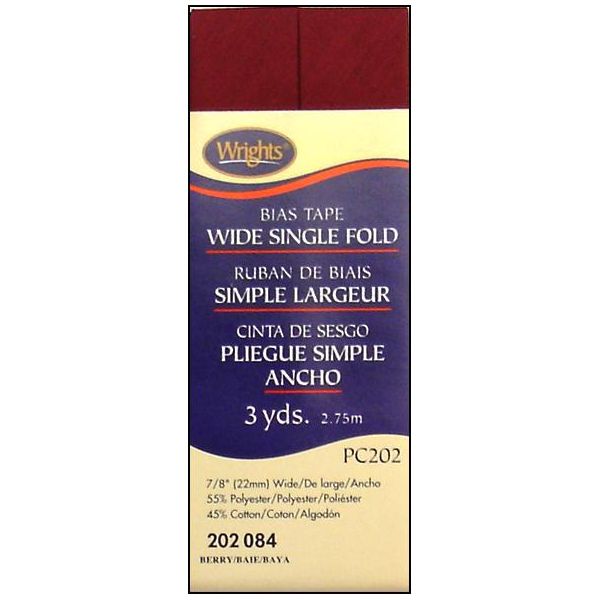 Wrights®
BIAS TAPE
WIDE SINGLE FOLD
RUBAN DE BIAIS
SIMPLE LARGEUR
CINTA DE SESGO
PLIEGUE SIMPLE
ANCHO
3 yds. 2.75m
PC202
7/8" (22mm) Wide/De large/Ancho
55% Polyester/Polyester/Poliéster
45% Cotton/Coton/Algodón
202 084
BERRY/BAIE/BAYA